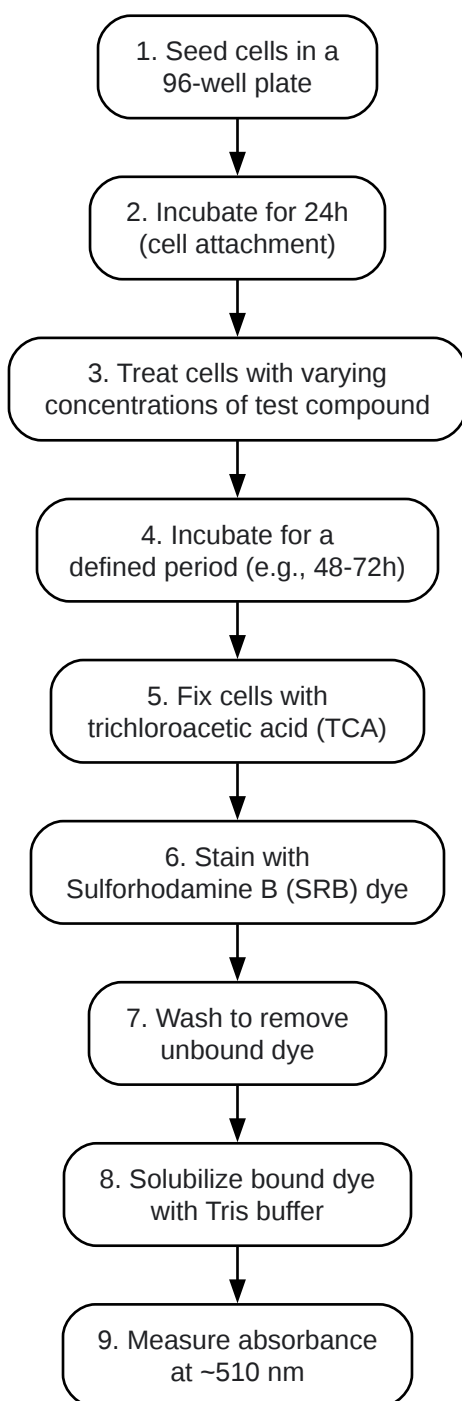 1. Seed cells in a
96-well plate
2. Incubate for 24h
(cell attachment)
3. Treat cells with varying
concentrations of test compound
4. Incubate for a
defined period (e.g., 48-72h)
5. Fix cells with
trichloroacetic acid (TCA)
6. Stain with
Sulforhodamine B (SRB) dye
7. Wash to remove
unbound dye
8. Solubilize bound dye
with Tris buffer
9. Measure absorbance
at ~510 nm